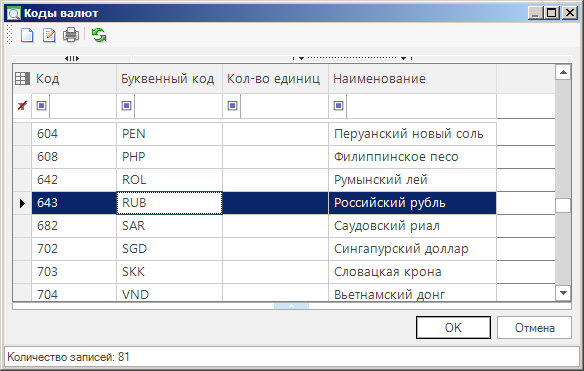 Коды валют
Код Буквенный код Кол-во единиц Наименование
604 PEN Перуанский новый соль
608 PHP Филиппинское песо
642 ROL Румынский лей
643 RUB Российский рубль
682 SAR Саудовский риал
702 SGD Сингапурский доллар
703 SKK Словацкая крона
704 VND Вьетнамский донг
OK Отмена
Количество записей: 81